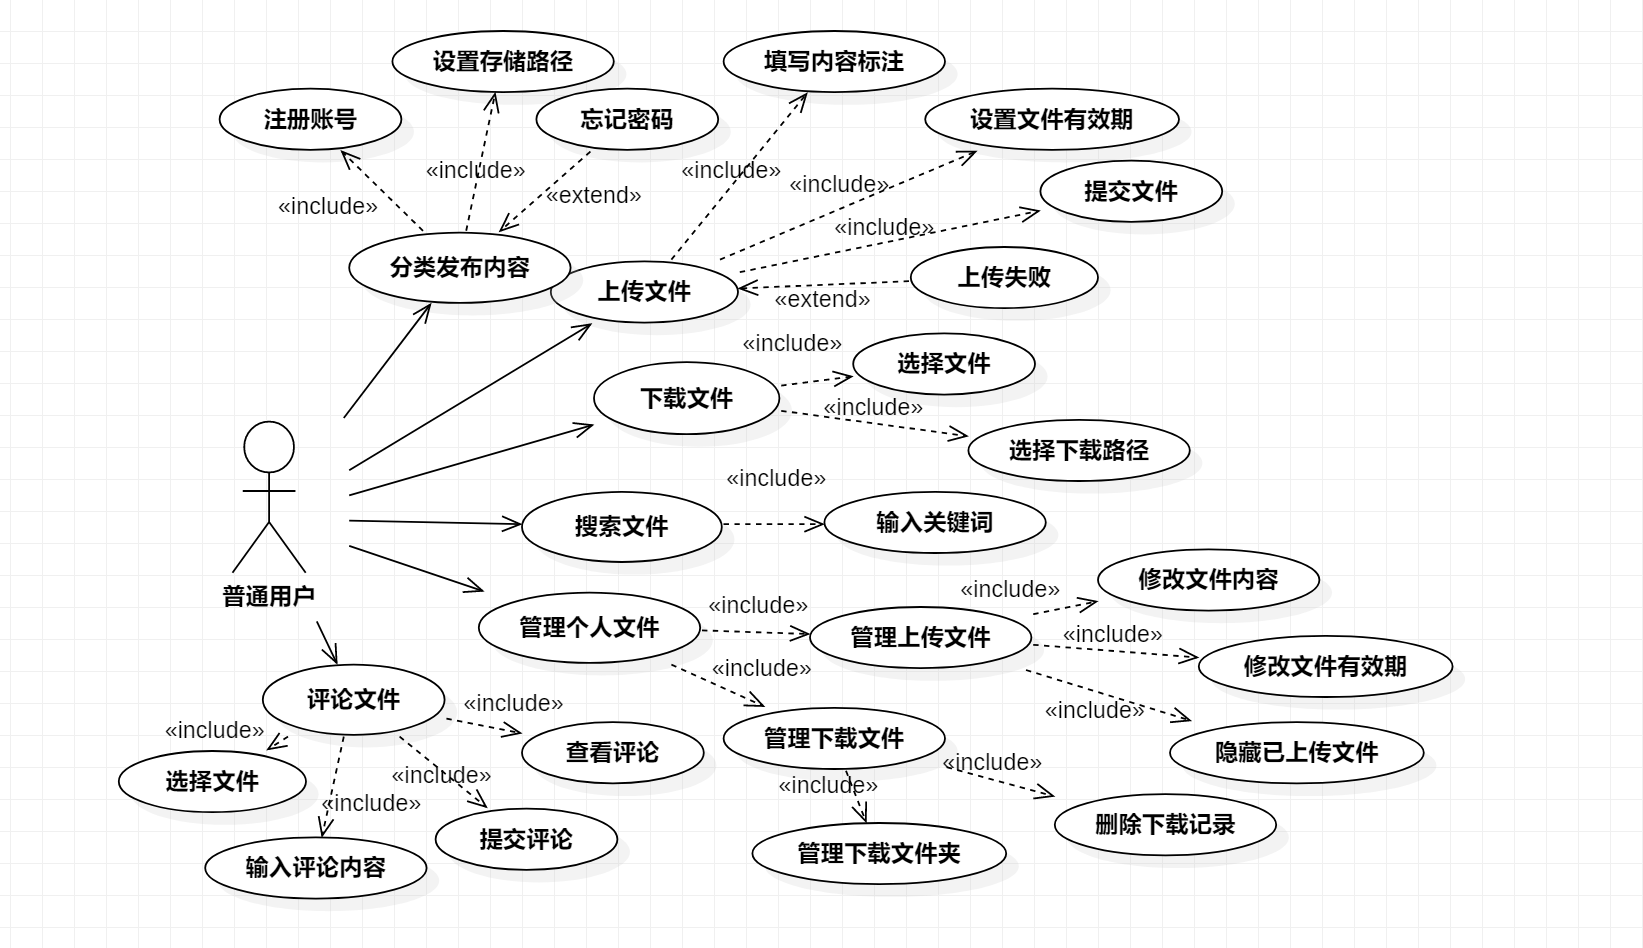 设置存储路径
填写内容标注
注册账号
忘记密码
设置文件有效期
«include»
«include»
«include»
提交文件
«extend»
«include»
«include»
分类发布内容
上传文件
上传失败
«extend»
«include»
选择文件
下载文件
«include»
选择下载路径
«include»
搜索文件
输入关键词
普通用户
修改文件内容
«include»
«include»
管理个人文件
管理上传文件
«include»
修改文件有效期
«include»
评论文件
«include»
«include»
«include»
查看评论
管理下载文件
隐藏已上传文件
选择文件
«include»
«include»
«include»
«include»
提交评论
删除下载记录
输入评论内容
管理下载文件夹